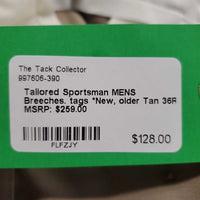 The Tack Collector
997606-390
Tailored Sportsman MENS
Breeches. tags *New, older Tan 36R
MSRP: $259.00
FLFZJY
$128.00